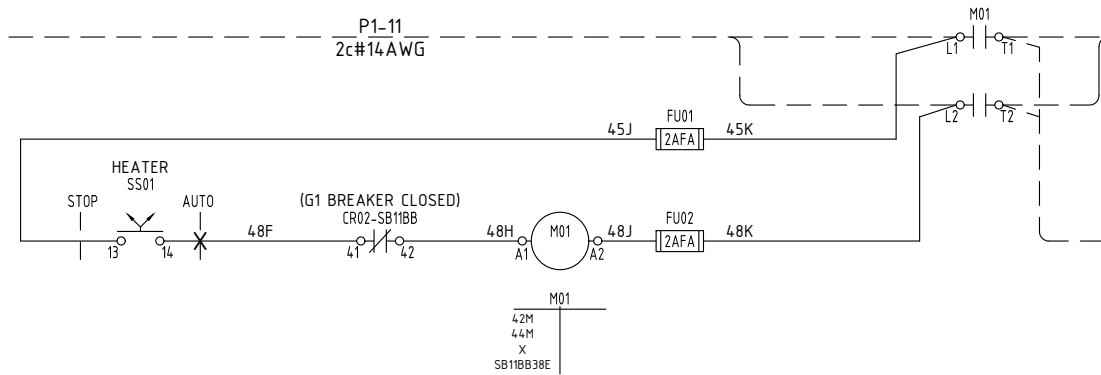 P1-11
2c#14AWG
M01
L1
T1
L2
T2
45J
FU01
2AFA
45K
HEATER
SS01
STOP
AUTO
13
14
48F
(G1 BREAKER CLOSED)
CR02-SB11BB
41
42
48H
A1
M01
A2
48J
FU02
2AFA
48K
M01
42M
44M
X
SB11BB38E